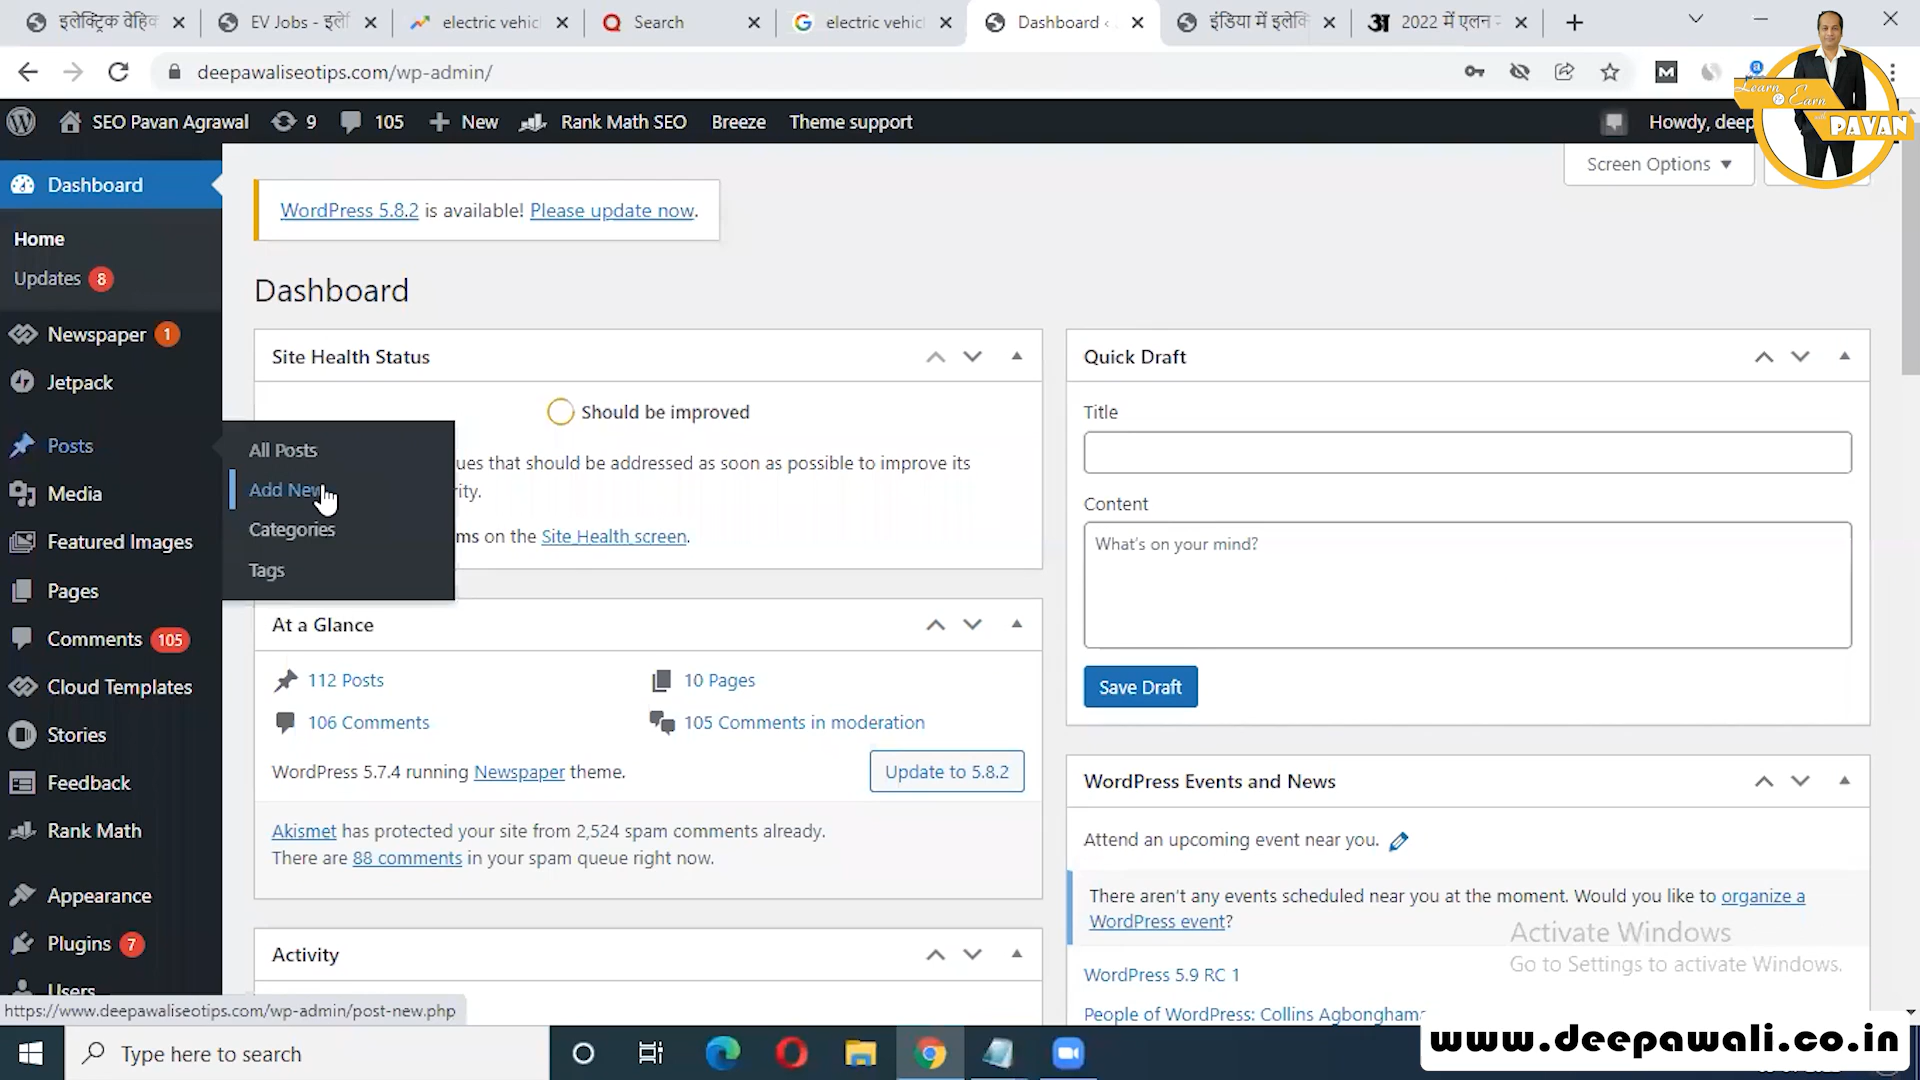 इलेक्ट्रिक वेहिक
EV Jobs - इले
electric vehic
Search
electric vehic
Dashboard ‹
इंडिया में इलेक्ट्रि
2022 में एलन
deepawaliseotips.com/wp-admin/
Learn
Earn
with
PAVAN
SEO Pavan Agrawal
9
105
New
Rank Math SEO
Breeze
Theme support
Howdy, deep
Screen Options
Dashboard
Home
Updates 8
Newspaper 1
Jetpack
Posts
Media
Featured Images
Pages
Comments 105
Cloud Templates
Stories
Feedback
Rank Math
Appearance
Plugins 7
Users
All Posts
Add New
Categories
Tags
WordPress 5.8.2 is available! Please update now.
Dashboard
Site Health Status
Should be improved
ues that should be addressed as soon as possible to improve its
rity.
ms on the Site Health screen.
At a Glance
112 Posts
10 Pages
106 Comments
105 Comments in moderation
WordPress 5.7.4 running Newspaper theme.
Update to 5.8.2
Akismet has protected your site from 2,524 spam comments already.
There are 88 comments in your spam queue right now.
Activity
Quick Draft
Title
Content
What's on your mind?
Save Draft
WordPress Events and News
Attend an upcoming event near you.
There aren't any events scheduled near you at the moment. Would you like to organize a
WordPress event?
WordPress 5.9 RC 1
People of WordPress: Collins Agbonghama
Activate Windows
Go to Settings to activate Windows.
https://www.deepawaliseotips.com/wp-admin/post-new.php
Type here to search
www.deepawali.co.in